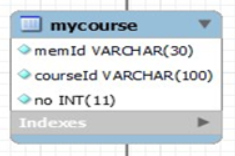 mycourse
memId VARCHAR(30)
courseId VARCHAR(100)
no INT(11)
Indexes